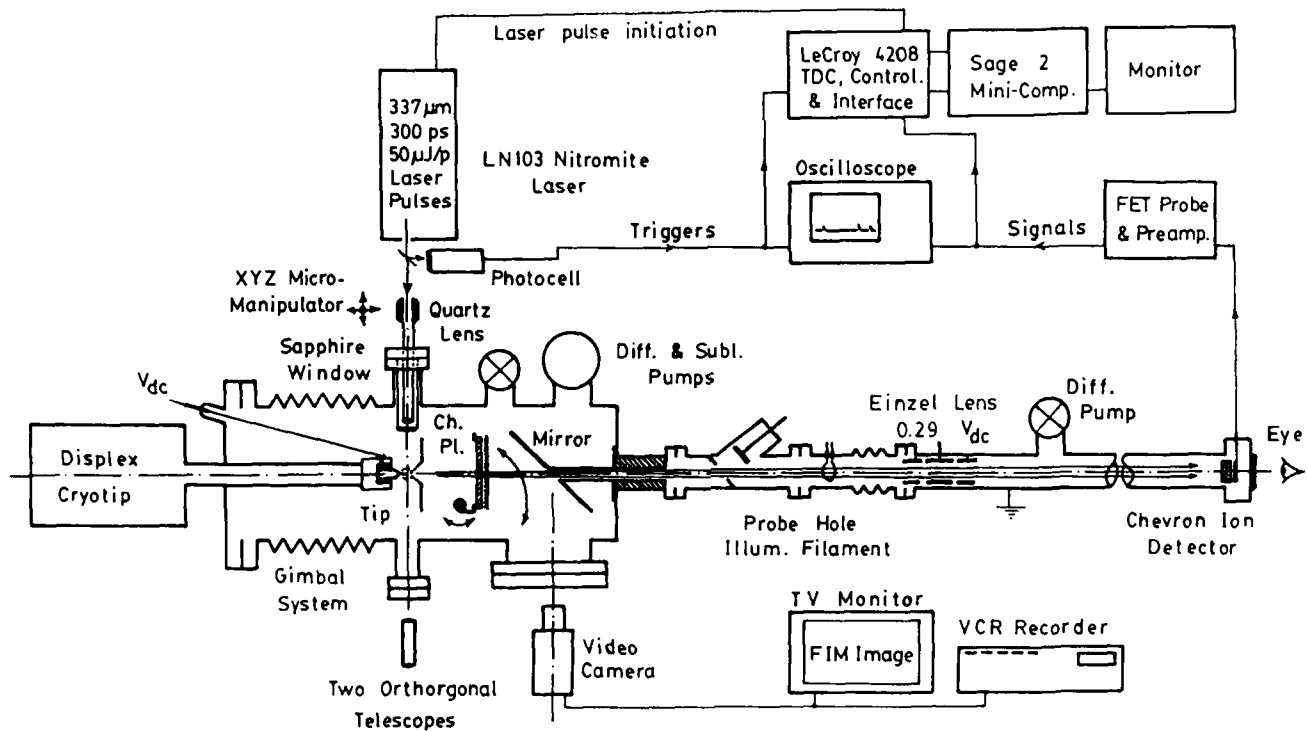 Laser pulse initiation
LeCroy 4208
TDC, Control.
& Interface
Sage 2
Mini-Comp.
Monitor
337µm
300 ps
50µJ/p
Laser
Pulses
LN103 Nitromite
Laser
Oscilloscope
FET Probe
& Preamp.
Triggers
Signals
Photocell
XYZ Micro-
Manipulator
Quartz
Lens
Sapphire
Window
Diff. & Subl.
Pumps
Vdc
Ch.
Pl.
Mirror
Einzel Lens
0.29 Vdc
Diff.
Pump
Eye
Displex
Cryotip
Tip
Gimbal
System
Probe Hole
Illum. Filament
Chevron Ion
Detector
Two Orthorgonal
Telescopes
Video
Camera
TV Monitor
FIM Image
VCR Recorder